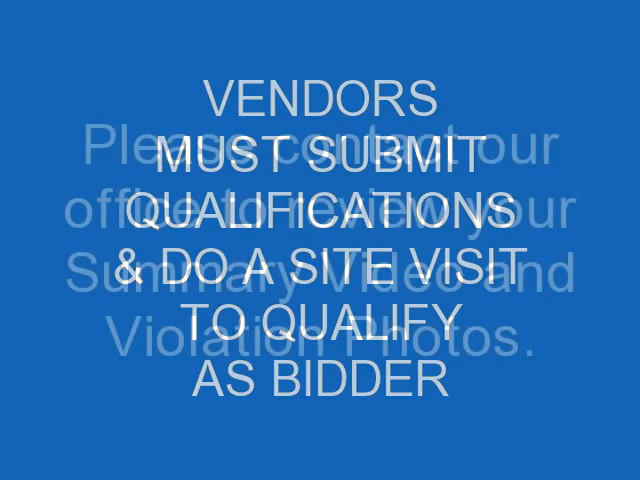 VENDORS
MUST SUBMIT
QUALIFICATIONS
& DO A SITE VISIT
TO QUALIFY
AS BIDDER
Please contact our
office to review your
Summary Video and
Violation Photos.